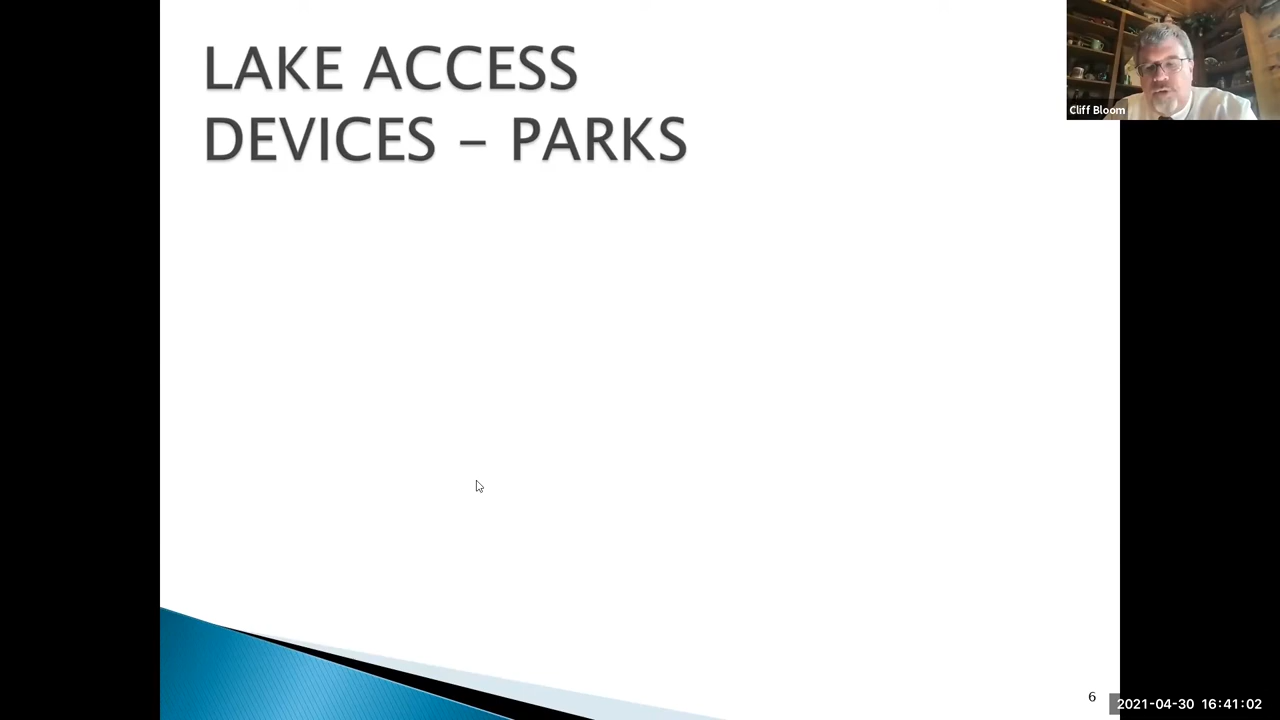 LAKE ACCESS
DEVICES – PARKS
Cliff Bloom
6
2021-04-30 16:41:02